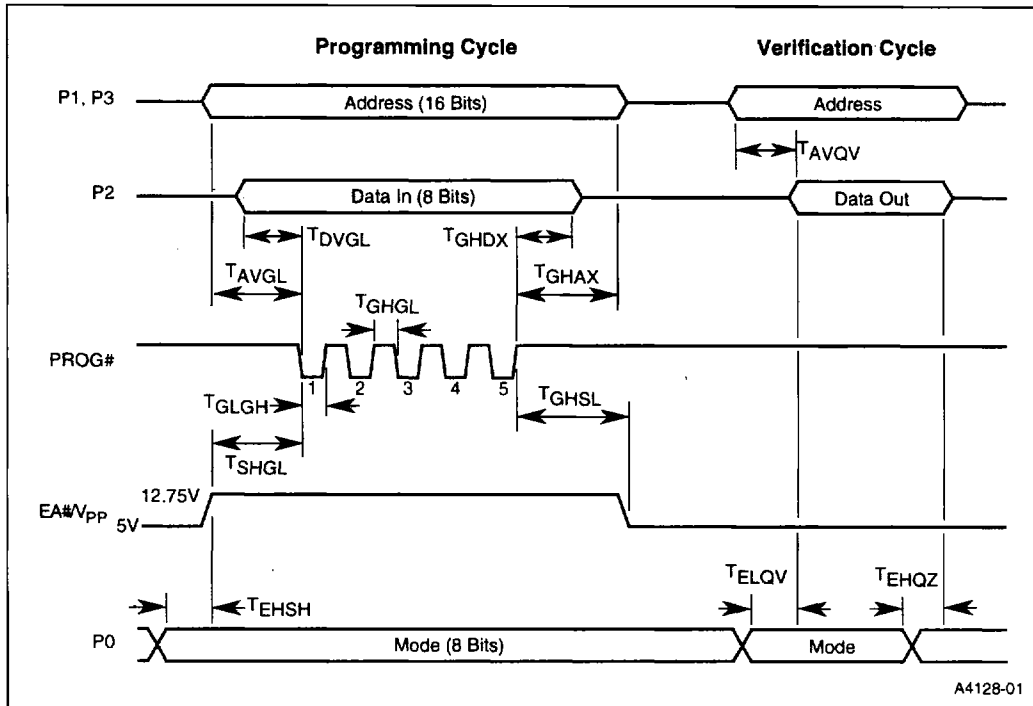 Programming Cycle Verification Cycle
P1, P3 Address (16 Bits) Address
TAVQV
P2 Data In (8 Bits) Data Out
TDVGL TGHDX
TAVGL TGHAX
TGHGL
PROG#
1 2 3 4 5
TGLGH TGHSL
TSHGL
12.75V
EA#/VPP 5V
TELQV TEHQZ
TEHSH
P0 Mode (8 Bits) Mode
A4128-01